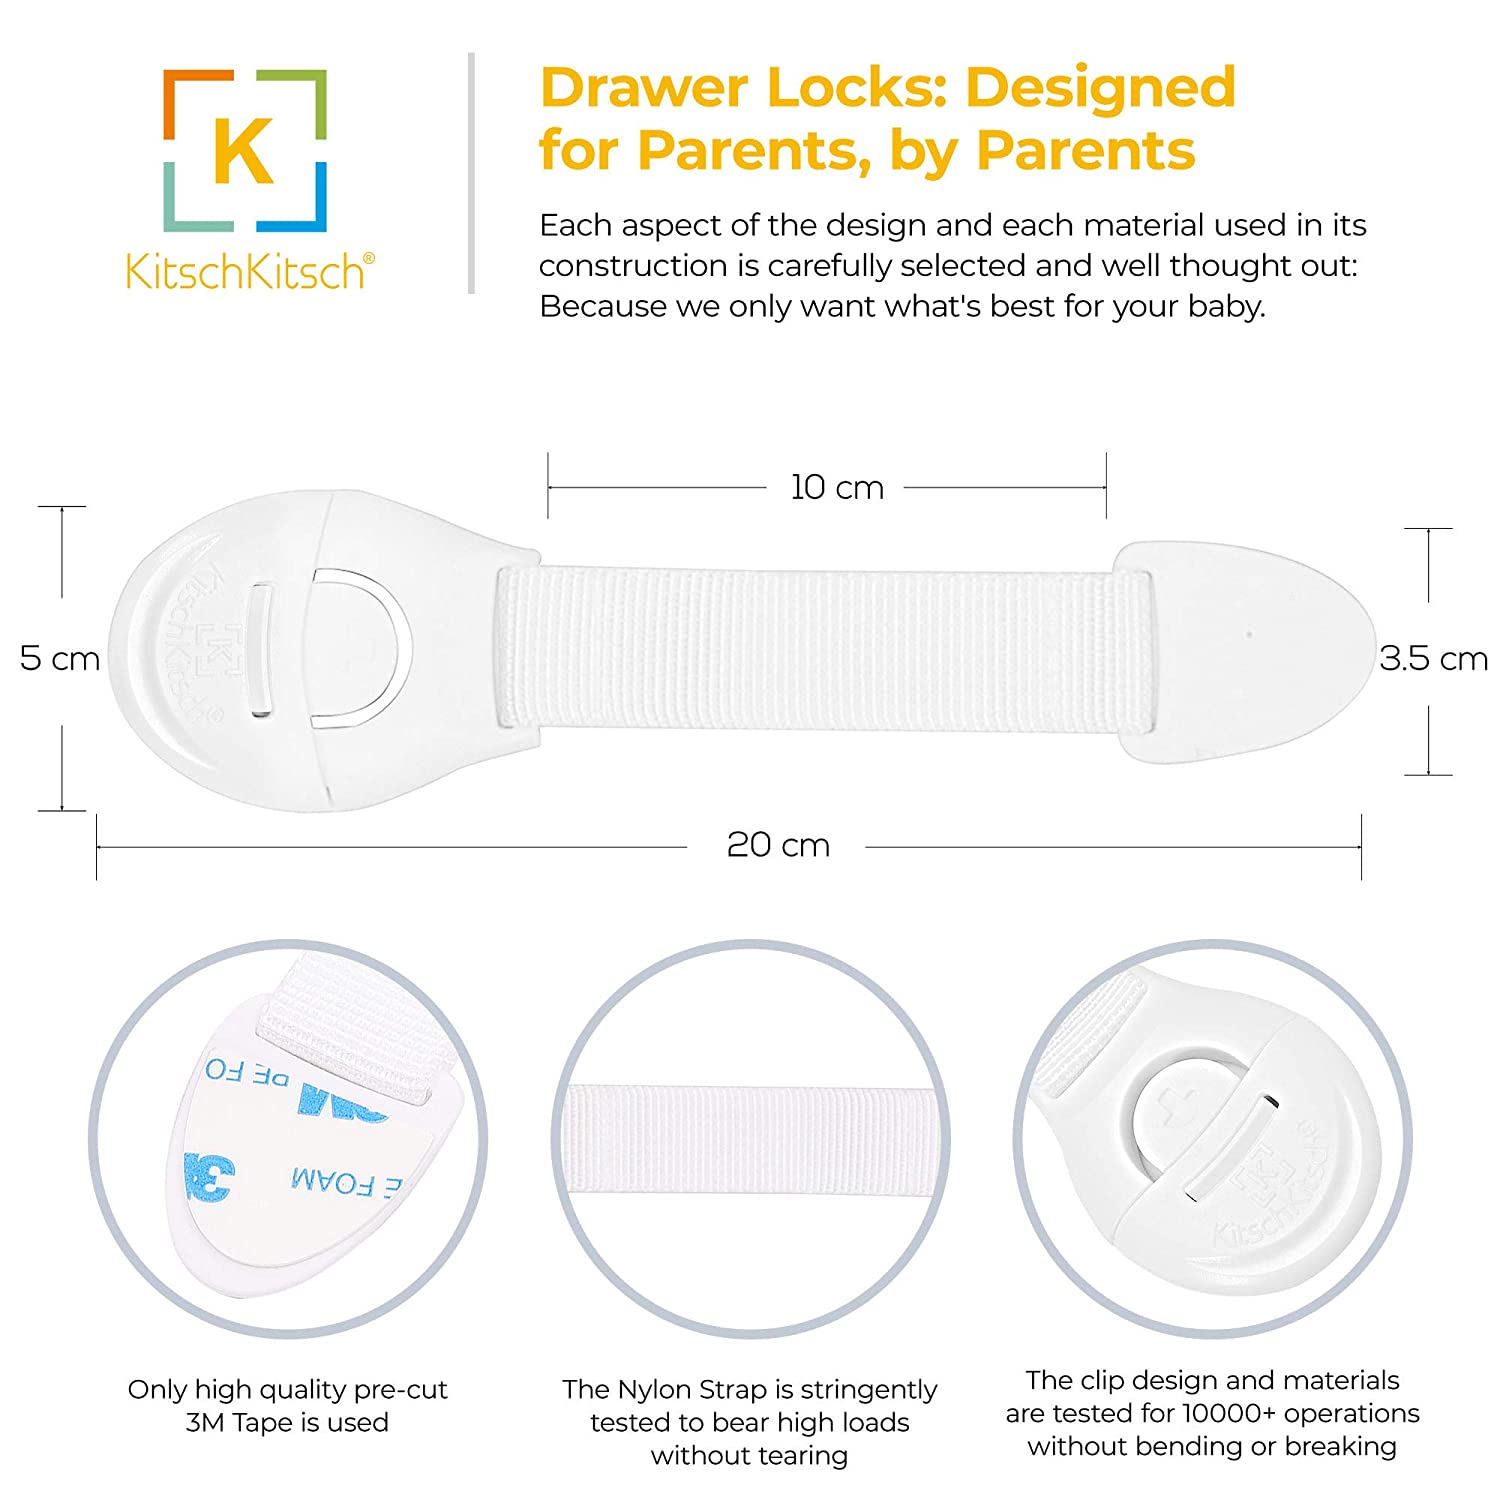 K
KitschKitsch®
Drawer Locks: Designed
for Parents, by Parents
Each aspect of the design and each material used in its
construction is carefully selected and well thought out:
Because we only want what's best for your baby.
10 cm
5 cm
KitschKitsch®
K
3.5 cm
20 cm
PE FO
3M
E FOAM
K
KitschKitsch®
Only high quality pre-cut
3M Tape is used
The Nylon Strap is stringently
tested to bear high loads
without tearing
The clip design and materials
are tested for 10000+ operations
without bending or breaking